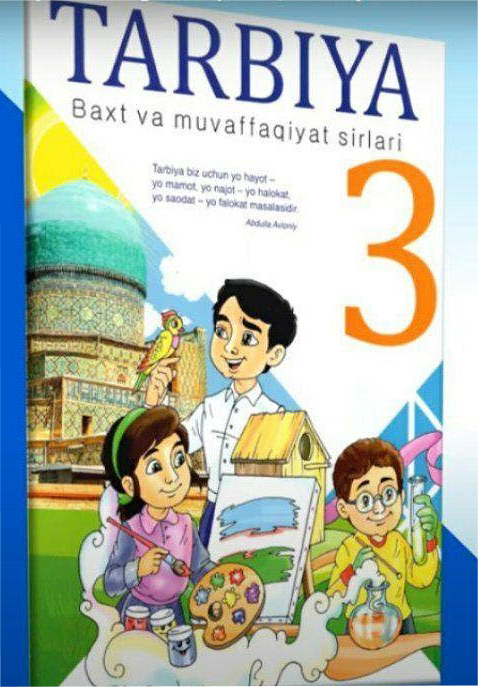 TARBIYA
Baxt va muvaffaqiyat sirlari
Tarbiya biz uchun yo hayot –
yo mamot, yo najot – yo halokat,
yo saodat – yo falokat masalasidir.
Abdulla Avloniy
3